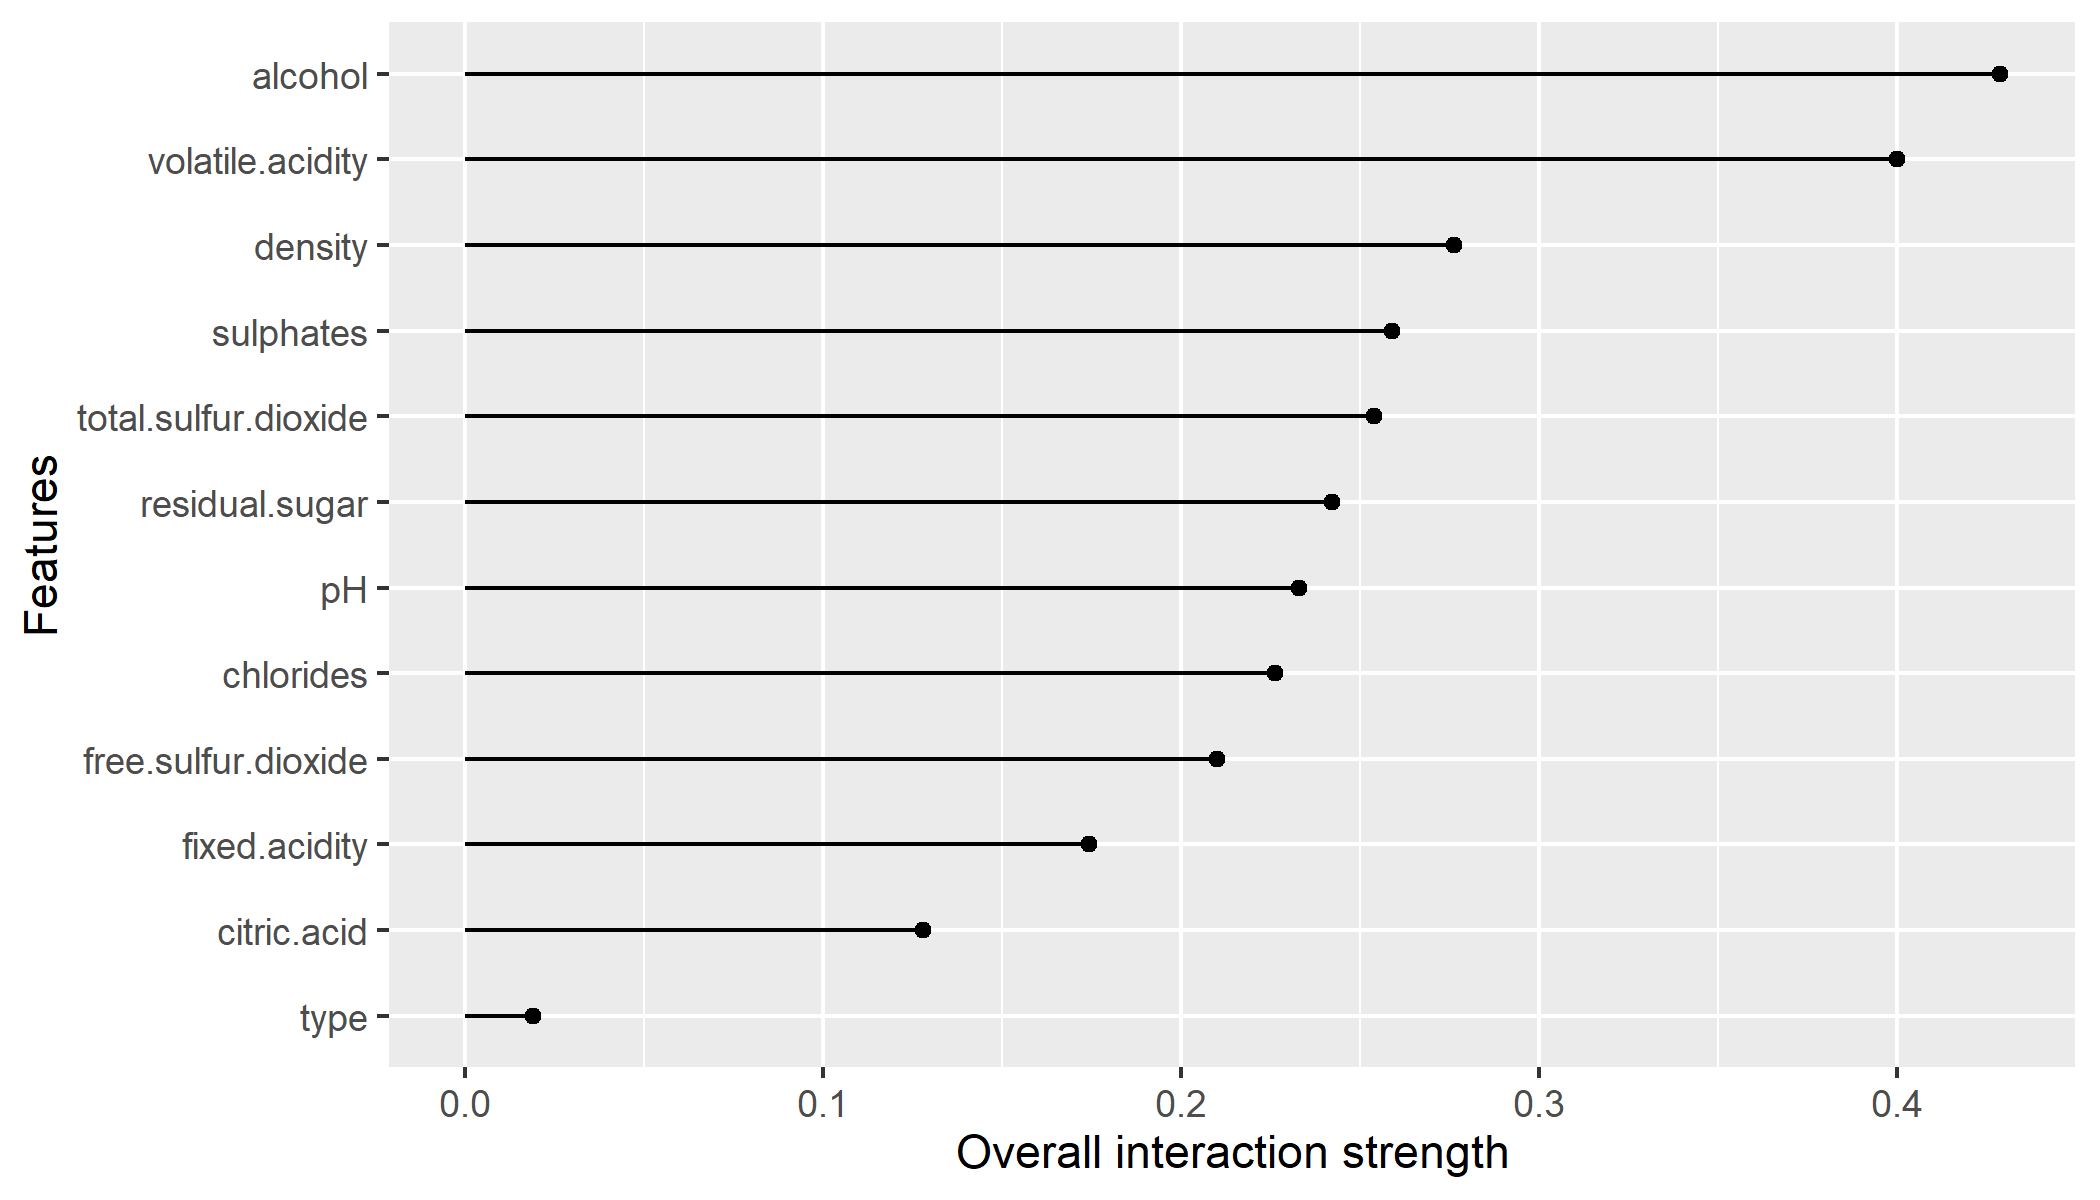 alcohol
volatile.acidity
density
sulphates
total.sulfur.dioxide
residual.sugar
pH
chlorides
free.sulfur.dioxide
fixed.acidity
citric.acid
type
Features
0.0 0.1 0.2 0.3 0.4
Overall interaction strength